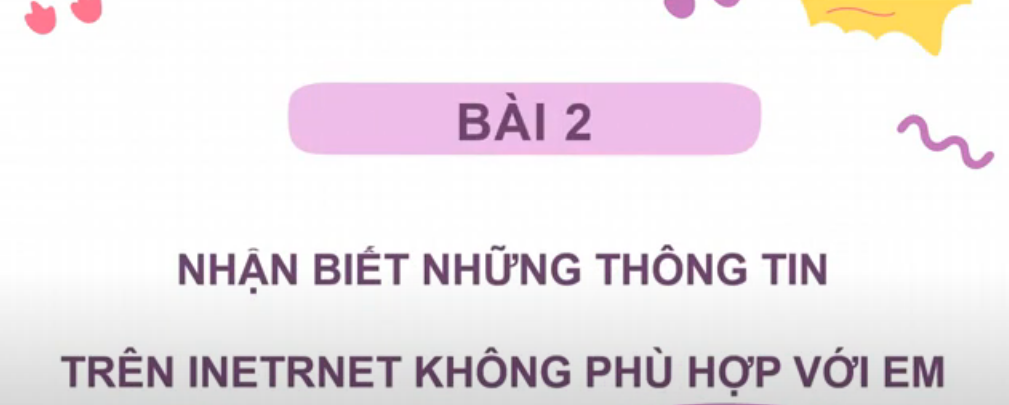 BÀI 2
NHẬN BIẾT NHỮNG THÔNG TIN
TRÊN INETRNET KHÔNG PHÙ HỢP VỚI EM